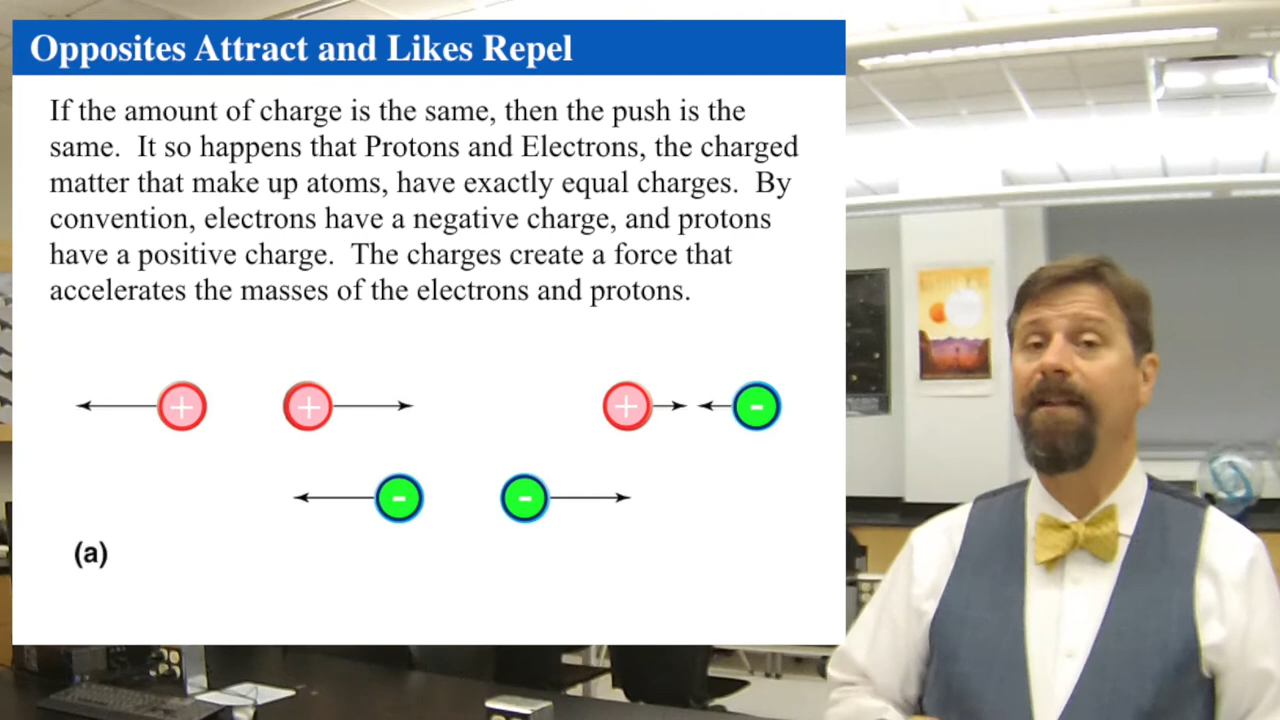 Opposites Attract and Likes Repel
If the amount of charge is the same, then the push is the
same. It so happens that Protons and Electrons, the charged
matter that make up atoms, have exactly equal charges. By
convention, electrons have a negative charge, and protons
have a positive charge. The charges create a force that
accelerates the masses of the electrons and protons.
+ + + -
- -
(a)